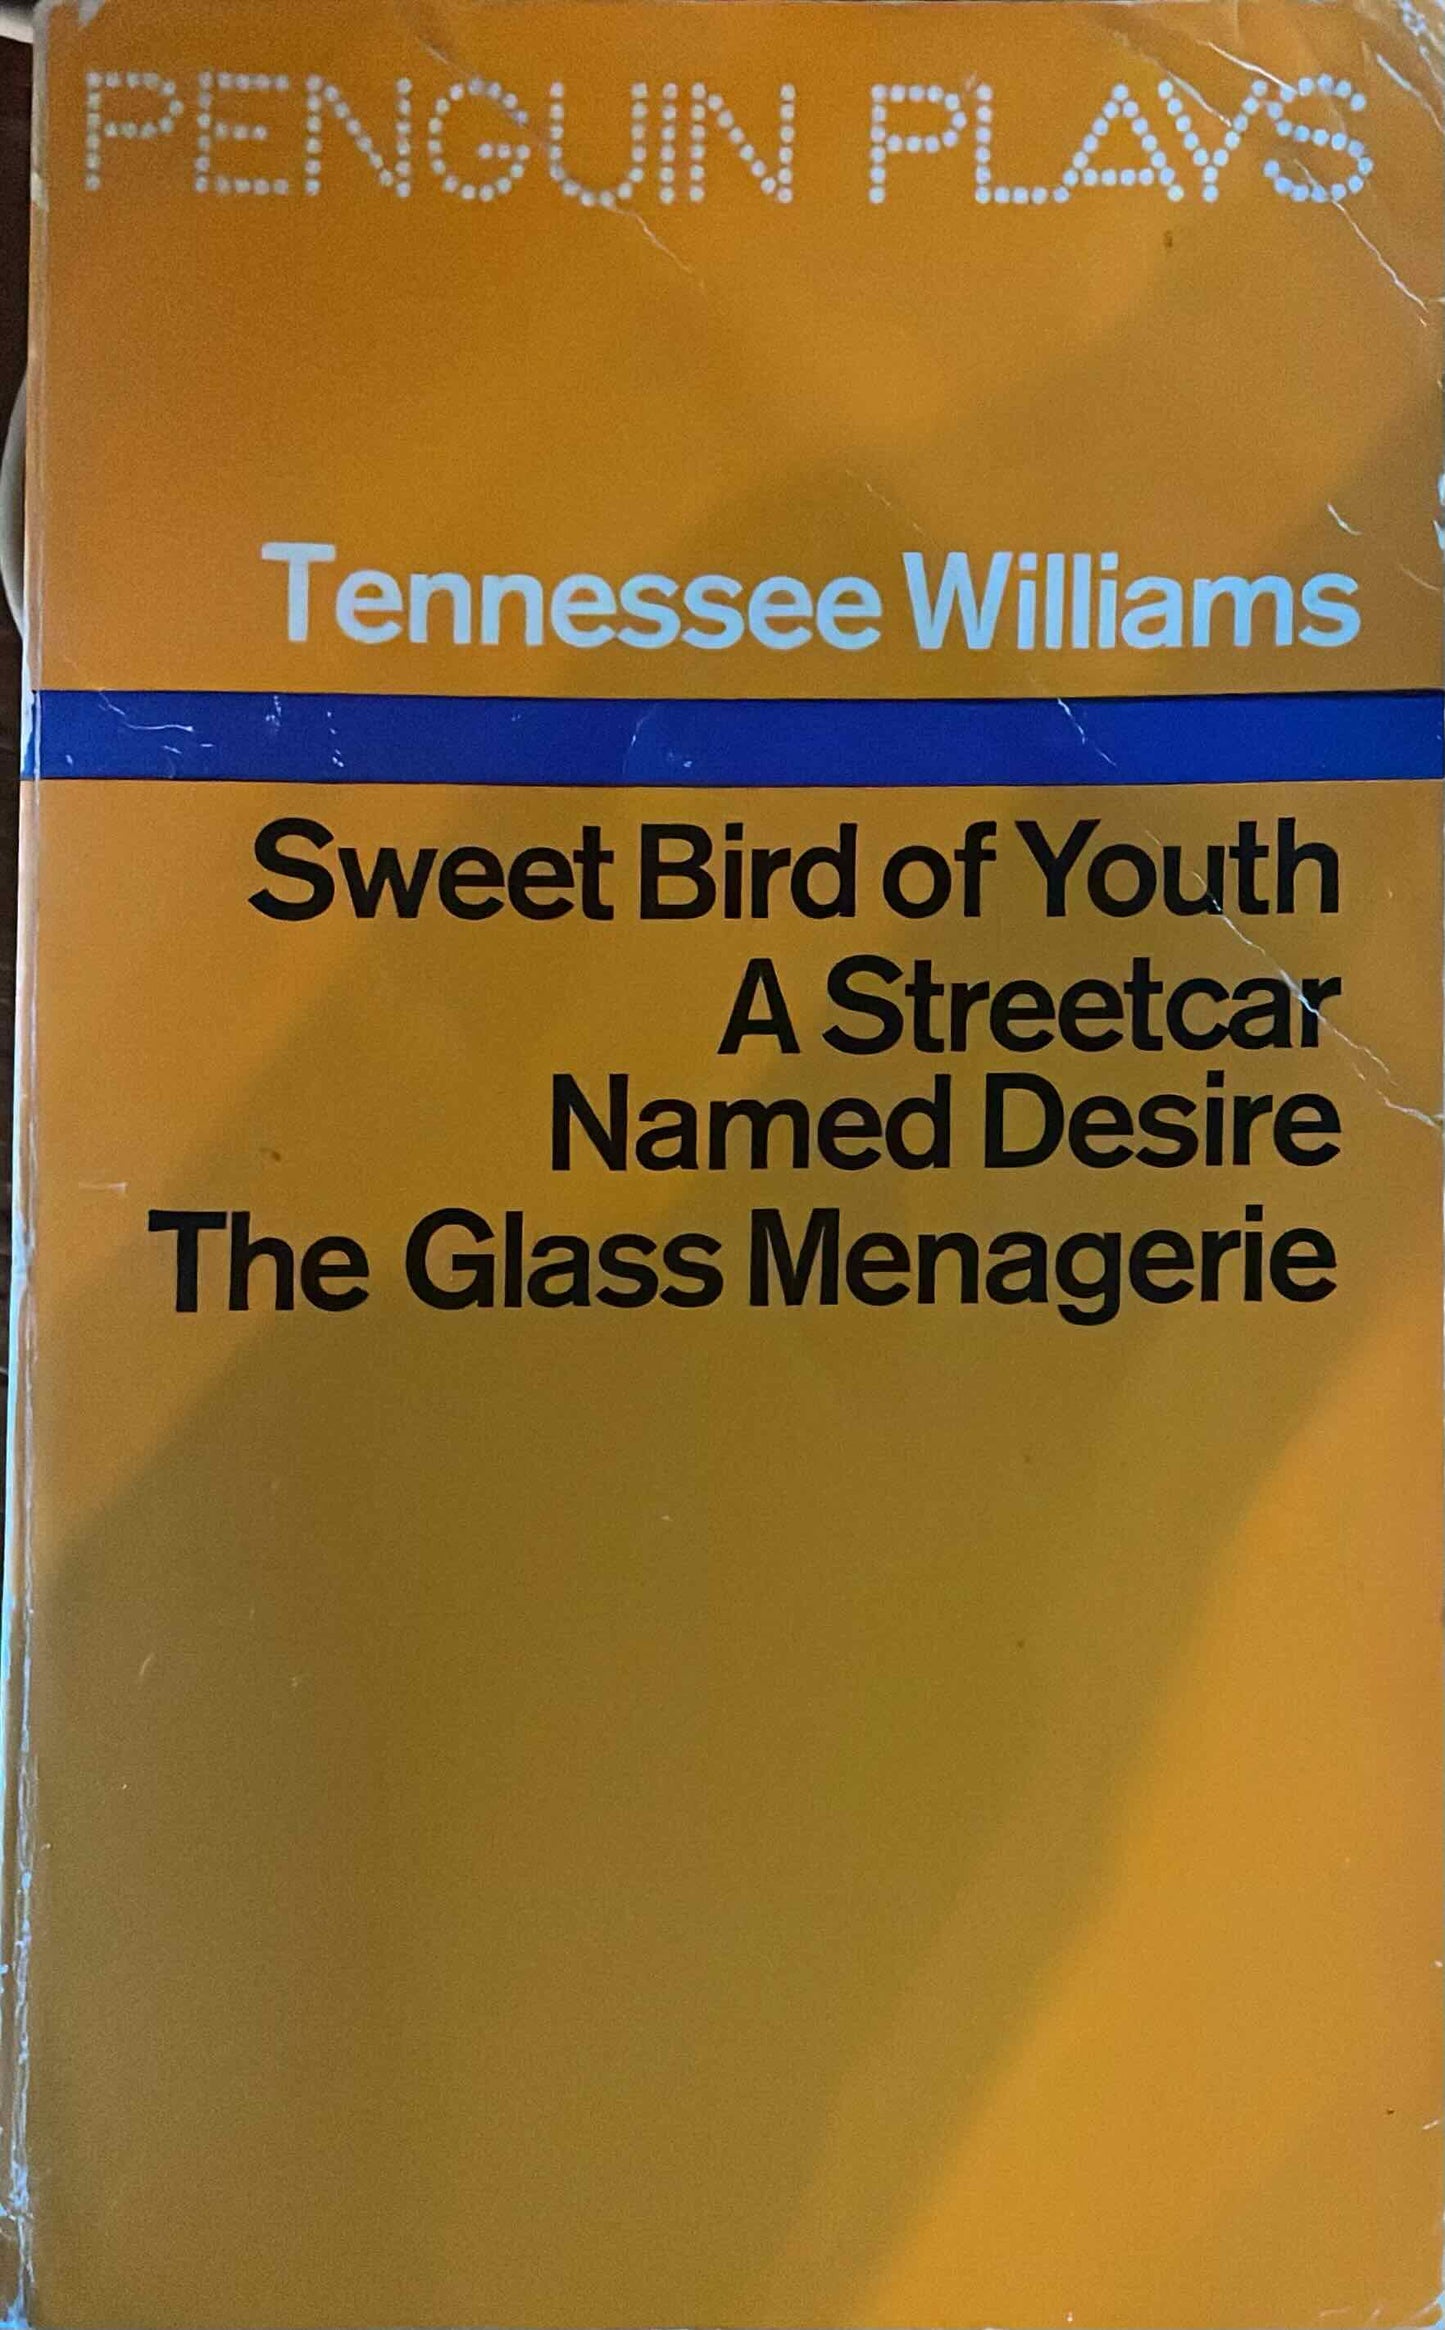 PENGUIN PLAYS
Tennessee Williams
Sweet Bird of Youth
A Streetcar
Named Desire
The Glass Menagerie